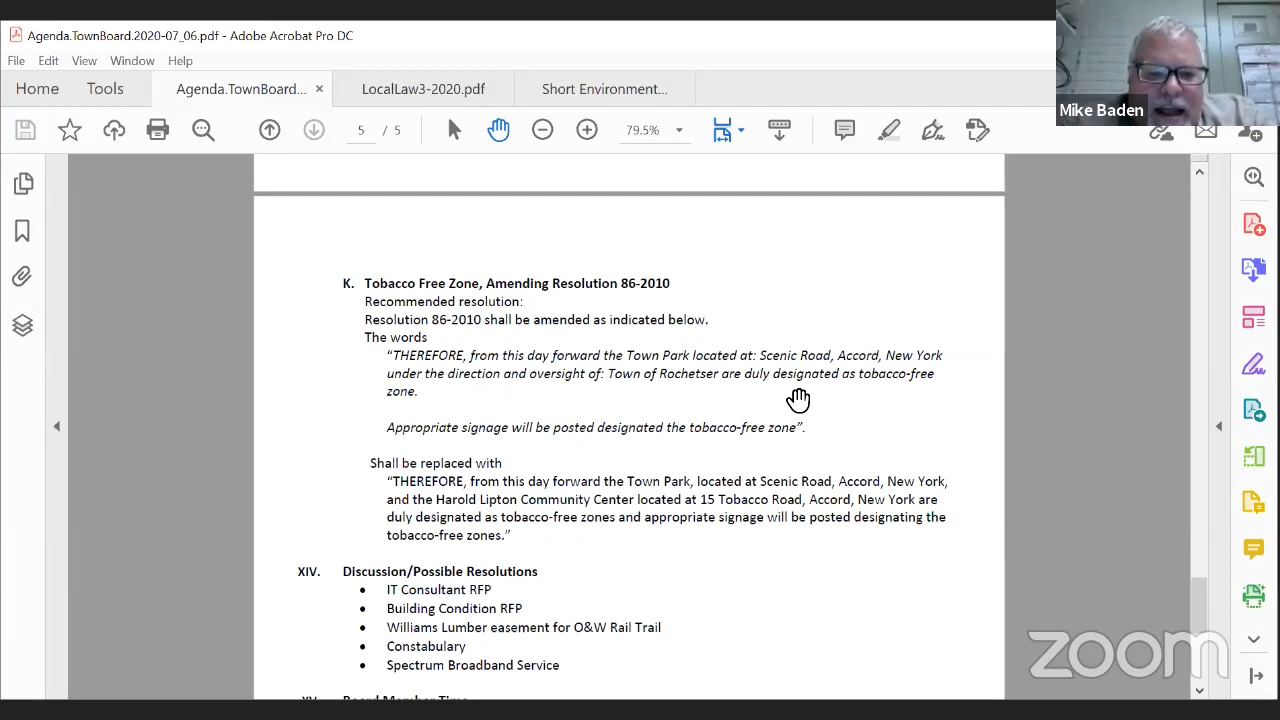 Agenda.TownBoard.2020-07_06.pdf - Adobe Acrobat Pro DC
File Edit View Window Help
Home Tools Agenda.TownBoard... × LocalLaw3-2020.pdf Short Environment...
5 / 5 79.5%
Mike Baden
K. Tobacco Free Zone, Amending Resolution 86-2010
Recommended resolution:
Resolution 86-2010 shall be amended as indicated below.
The words
“THEREFORE, from this day forward the Town Park located at: Scenic Road, Accord, New York
under the direction and oversight of: Town of Rochetser are duly designated as tobacco-free
zone.
Appropriate signage will be posted designated the tobacco-free zone”.
Shall be replaced with
“THEREFORE, from this day forward the Town Park, located at Scenic Road, Accord, New York,
and the Harold Lipton Community Center located at 15 Tobacco Road, Accord, New York are
duly designated as tobacco-free zones and appropriate signage will be posted designating the
tobacco-free zones.”
XIV. Discussion/Possible Resolutions
• IT Consultant RFP
• Building Condition RFP
• Williams Lumber easement for O&W Rail Trail
• Constabulary
• Spectrum Broadband Service
XV. Board Member Time
zoom